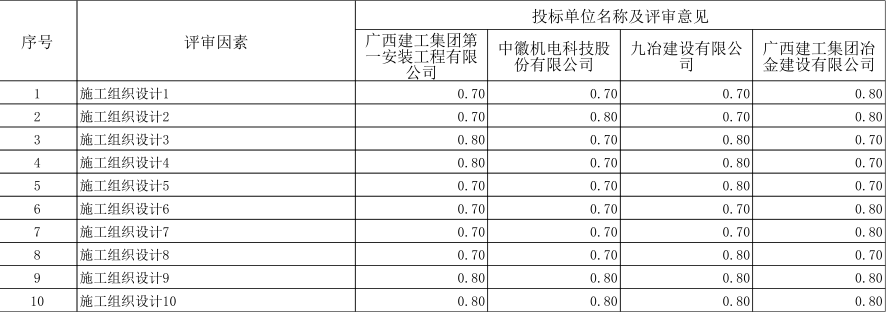 序号 评审因素 投标单位名称及评审意见
广西建工集团第一安装工程有限公司 中徽机电科技股份有限公司 九冶建设有限公司 广西建工集团冶金建设有限公司
1 施工组织设计1 0.70 0.70 0.70 0.80
2 施工组织设计2 0.70 0.80 0.70 0.70
3 施工组织设计3 0.80 0.70 0.80 0.70
4 施工组织设计4 0.80 0.70 0.80 0.70
5 施工组织设计5 0.70 0.70 0.80 0.70
6 施工组织设计6 0.70 0.70 0.70 0.80
7 施工组织设计7 0.70 0.70 0.70 0.80
8 施工组织设计8 0.70 0.70 0.80 0.70
9 施工组织设计9 0.80 0.80 0.80 0.80
10 施工组织设计10 0.80 0.80 0.80 0.80